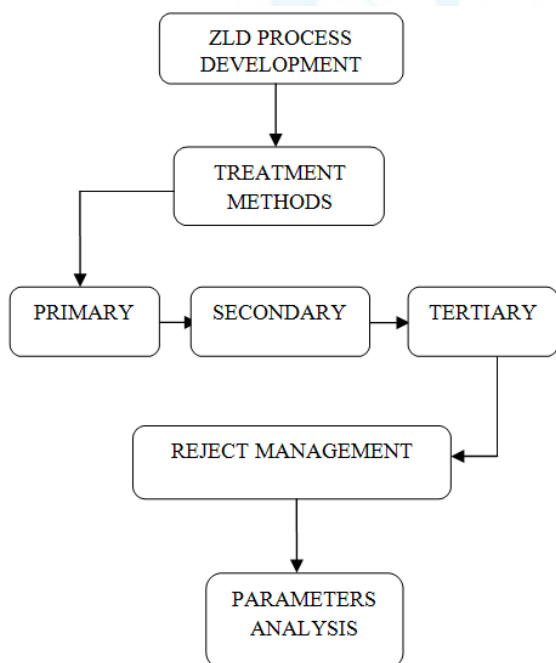 ZLD PROCESS
DEVELOPMENT
TREATMENT
METHODS
PRIMARY
SECONDARY
TERTIARY
REJECT MANAGEMENT
PARAMETERS
ANALYSIS